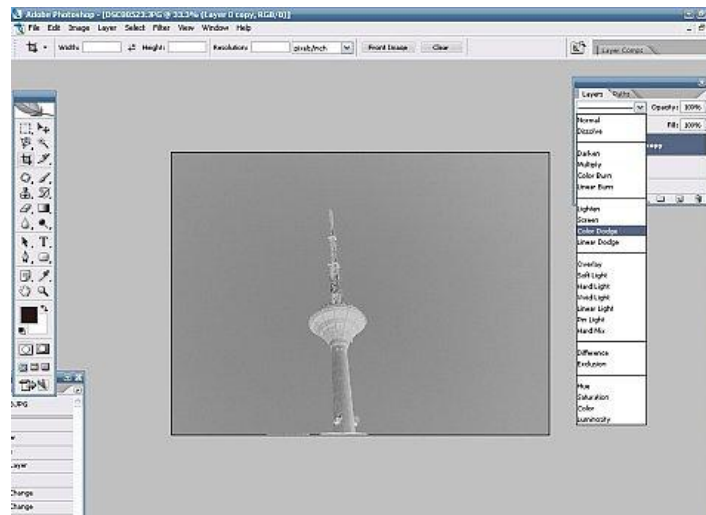 Adobe Photoshop - [DSC00523.JPG @ 33.3% (Layer 0 copy, RGB/8)]
File Edit Image Layer Select Filter View Window Help
Width: Height: Resolution: pixels/inch Front Image Clear
Layer Comps
Layers Paths
Opacity: 100%
Fill: 100%
copy
Normal
Dissolve
Darken
Multiply
Color Burn
Linear Burn
Lighten
Screen
Color Dodge
Linear Dodge
Overlay
Soft Light
Hard Light
Vivid Light
Linear Light
Pin Light
Hard Mix
Difference
Exclusion
Hue
Saturation
Color
Luminosity
.JPG
ayer
Change
Change